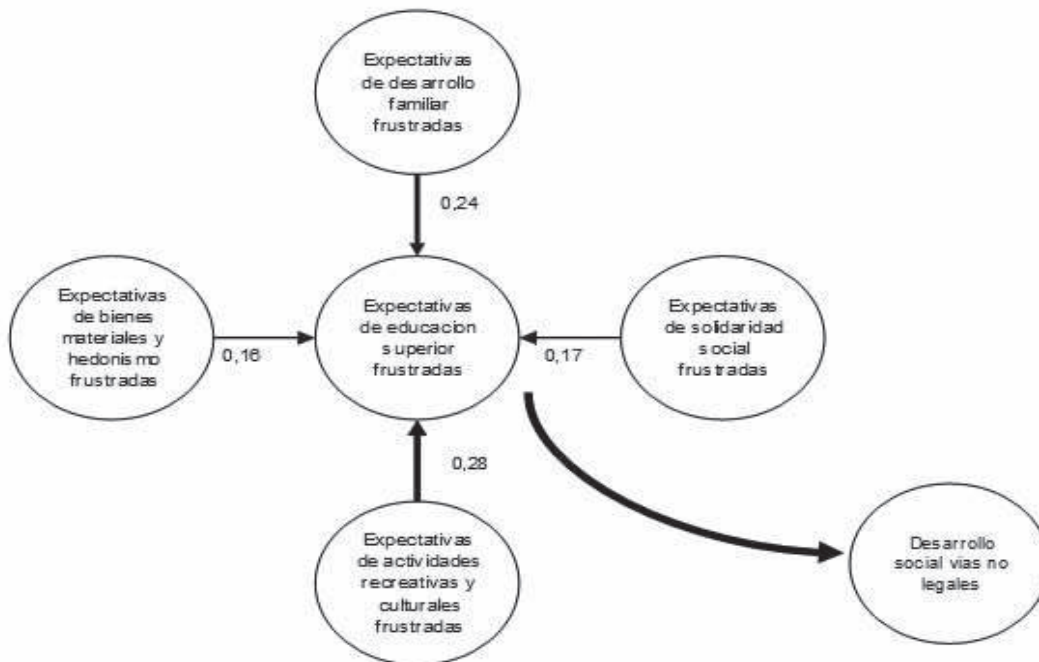 Expectativas
de desarrollo
familiar
frustradas
0,24
Expectativas
de bienes
materiales y
hedonismo
frustradas
0,16
Expectativas
de educacion
superior
frustradas
0,17
Expectativas
de solidaridad
social
frustradas
0,28
Expectativas
de actividades
recreativas y
culturales
frustradas
Desarrollo
social vias no
legales